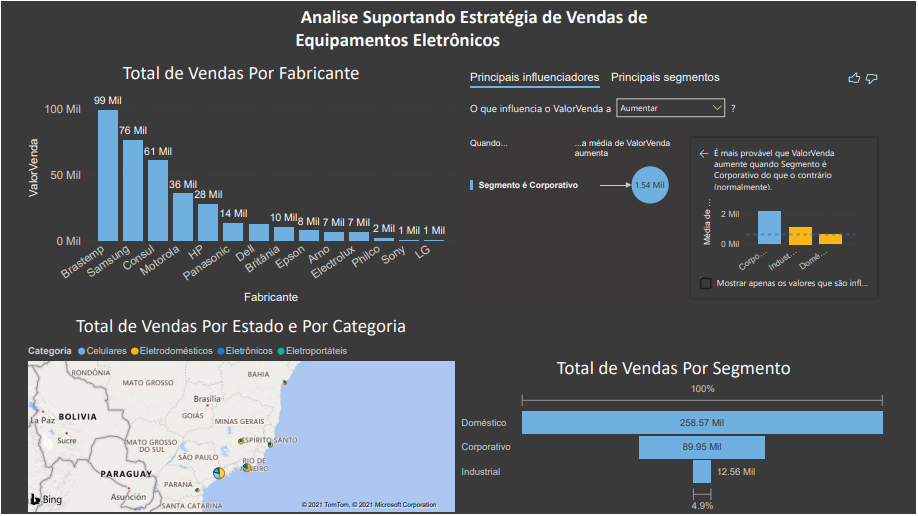 Analise Suportando Estratégia de Vendas de
Equipamentos Eletrônicos
Total de Vendas Por Fabricante
100 Mil
50 Mil
0 Mil
ValorVenda
99 Mil
76 Mil
61 Mil
36 Mil
28 Mil
14 Mil
10 Mil
8 Mil
7 Mil
7 Mil
2 Mil
1 Mil
1 Mil
Brastemp
Samsung
Consul
Motorola
HP
Panasonic
Dell
Britânia
Epson
Arno
Electrolux
Philco
Sony
LG
Fabricante
Principais influenciadores
Principais segmentos
O que influencia o ValorVenda a
Aumentar
?
Quando...
...a média de ValorVenda
aumenta
Segmento é Corporativo
1.54 Mil
É mais provável que ValorVenda
aumente quando Segmento é
Corporativo do que o contrário
(normalmente).
Média de ...
2 Mil
0 Mil
Corpo...
Indust...
Domé...
Mostrar apenas os valores que são infl...
Total de Vendas Por Estado e Por Categoria
Categoria
Celulares
Eletrodomésticos
Eletrônicos
Eletroportáteis
RONDÔNIA
MATO GROSSO
BAHIA
Brasília
La Paz
BOLIVIA
GOIÁS
MINAS GERAIS
Sucre
MATO GROSSO
DO SUL
ESPÍRITO SANTO
SÃO PAULO
RIO DE
JANEIRO
PARAGUAY
PARANÁ
Asunción
SANTA CATARINA
Bing
© 2021 TomTom, © 2021 Microsoft Corporation
Total de Vendas Por Segmento
100%
Doméstico
258.57 Mil
Corporativo
89.95 Mil
Industrial
12.56 Mil
4.9%